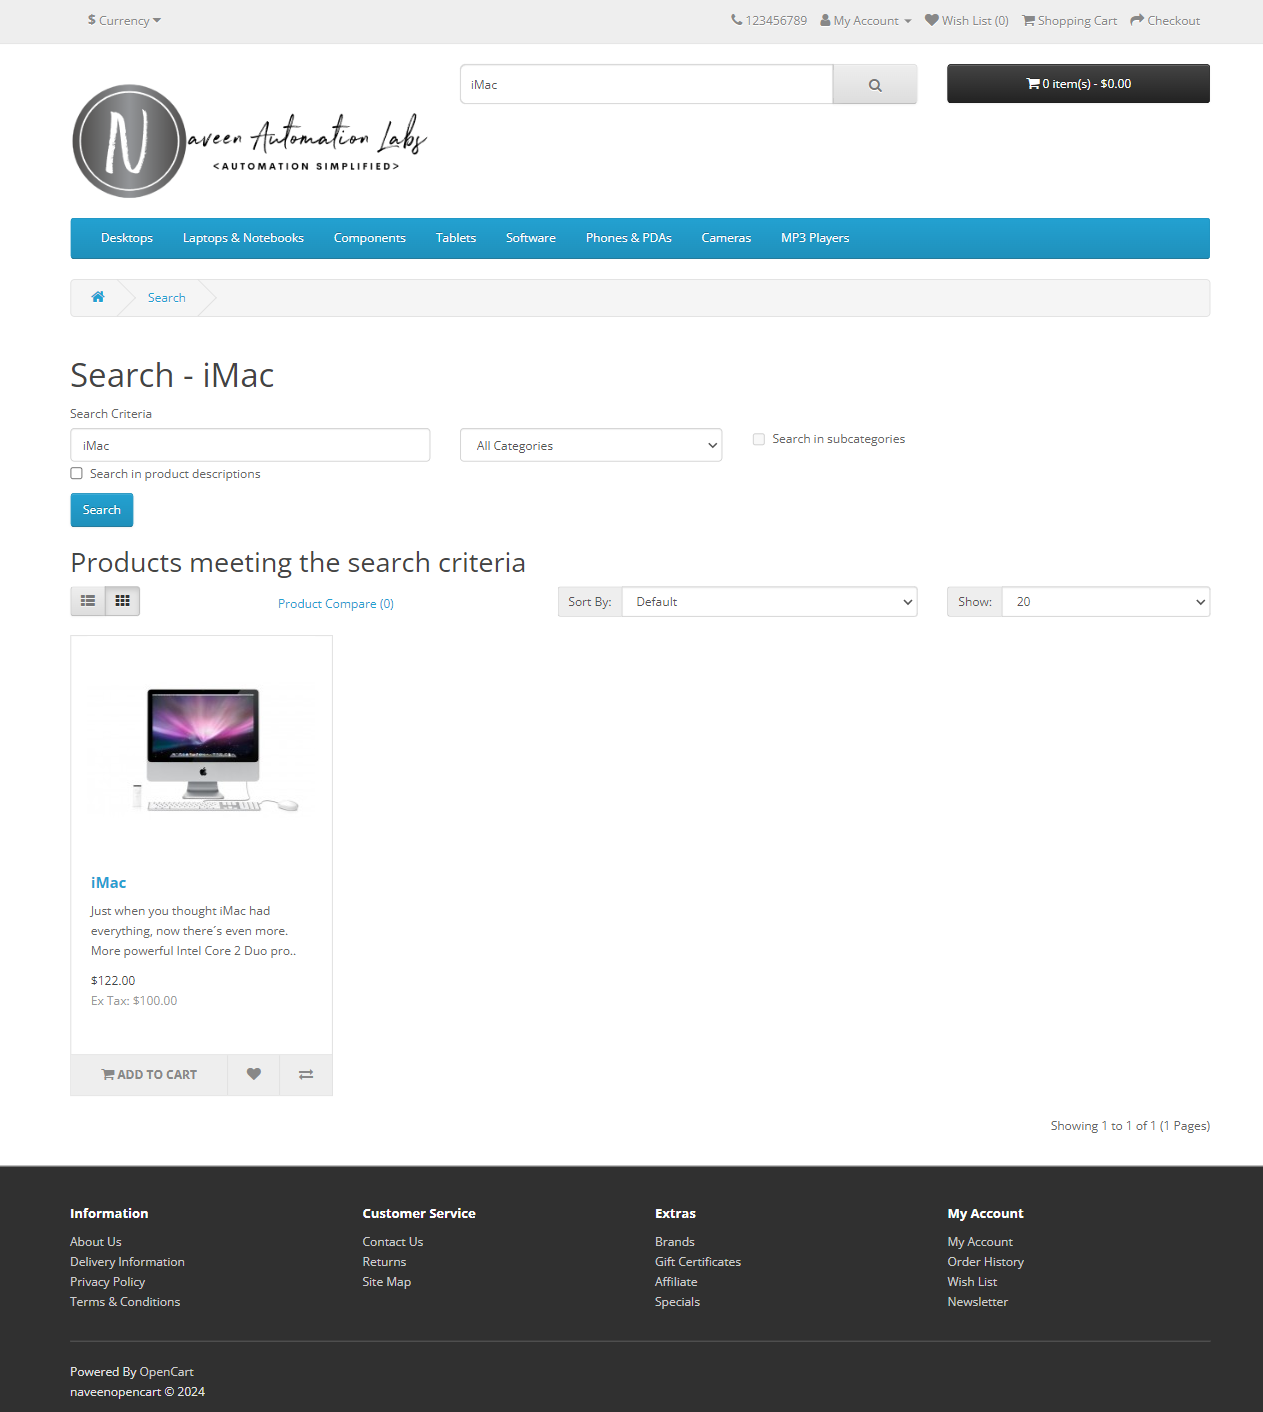 $ Currency
123456789 My Account Wish List (0) Shopping Cart Checkout
iMac
0 item(s) - $0.00
N aveen Automation Labs
<AUTOMATION SIMPLIFIED>
Desktops Laptops & Notebooks Components Tablets Software Phones & PDAs Cameras MP3 Players
Search
Search - iMac
Search Criteria
iMac All Categories Search in subcategories
Search in product descriptions
Search
Products meeting the search criteria
Product Compare (0) Sort By: Default Show: 20
iMac
Just when you thought iMac had
everything, now there´s even more.
More powerful Intel Core 2 Duo pro..
$122.00
Ex Tax: $100.00
ADD TO CART
Showing 1 to 1 of 1 (1 Pages)
Information
About Us
Delivery Information
Privacy Policy
Terms & Conditions
Customer Service
Contact Us
Returns
Site Map
Extras
Brands
Gift Certificates
Affiliate
Specials
My Account
My Account
Order History
Wish List
Newsletter
Powered By OpenCart
naveenopencart © 2024